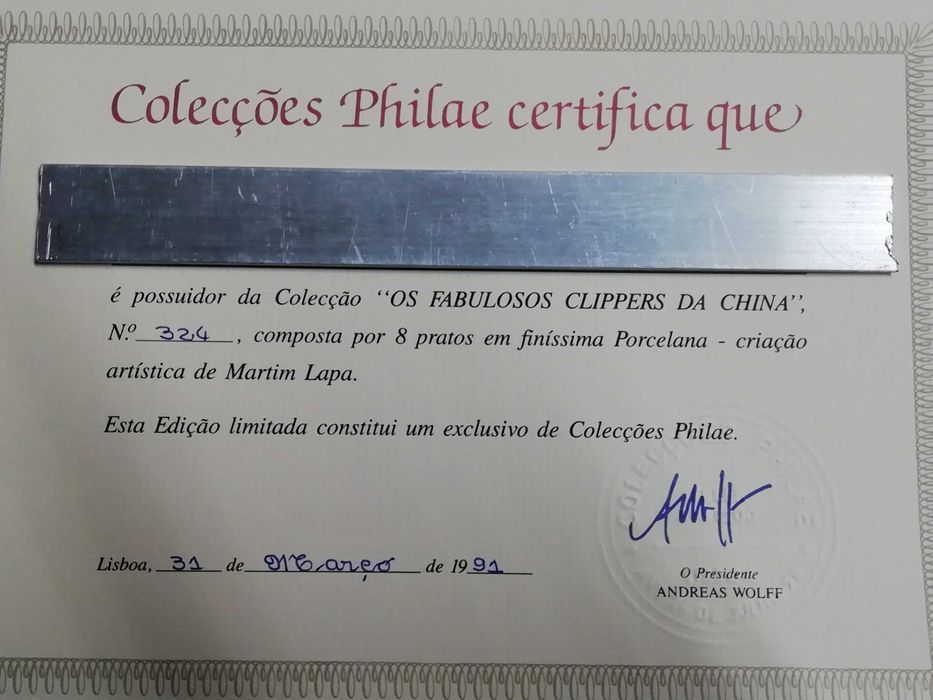 Colecções Philae certifica que
é possuidor da Colecção ‘‘OS FABULOSOS CLIPPERS DA CHINA’’,
N.º 324, composta por 8 pratos em finíssima Porcelana - criação
artística de Martim Lapa.
Esta Edição limitada constitui um exclusivo de Colecções Philae.
Lisboa, 31 de Março de 1991
O Presidente
ANDREAS WOLFF